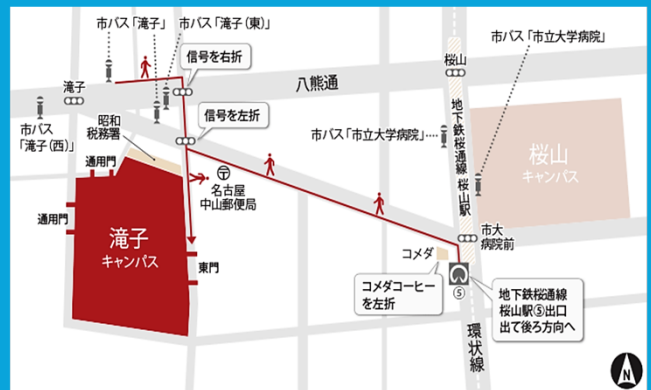 市バス「滝子」
市バス「滝子（東）」
信号を右折
市バス「市立大学病院」
滝子
八熊通
桜山
市バス
「滝子（西）」
昭和
税務署
信号を左折
地下鉄桜通線 桜山駅
市バス「市立大学病院」
桜山
キャンパス
通用門
名古屋
中山郵便局
通用門
滝子
キャンパス
市大
病院前
コメダ
東門
⑤
コメダコーヒー
を左折
地下鉄桜通線
桜山駅⑤出口
出て後ろ方向へ
環状線
N